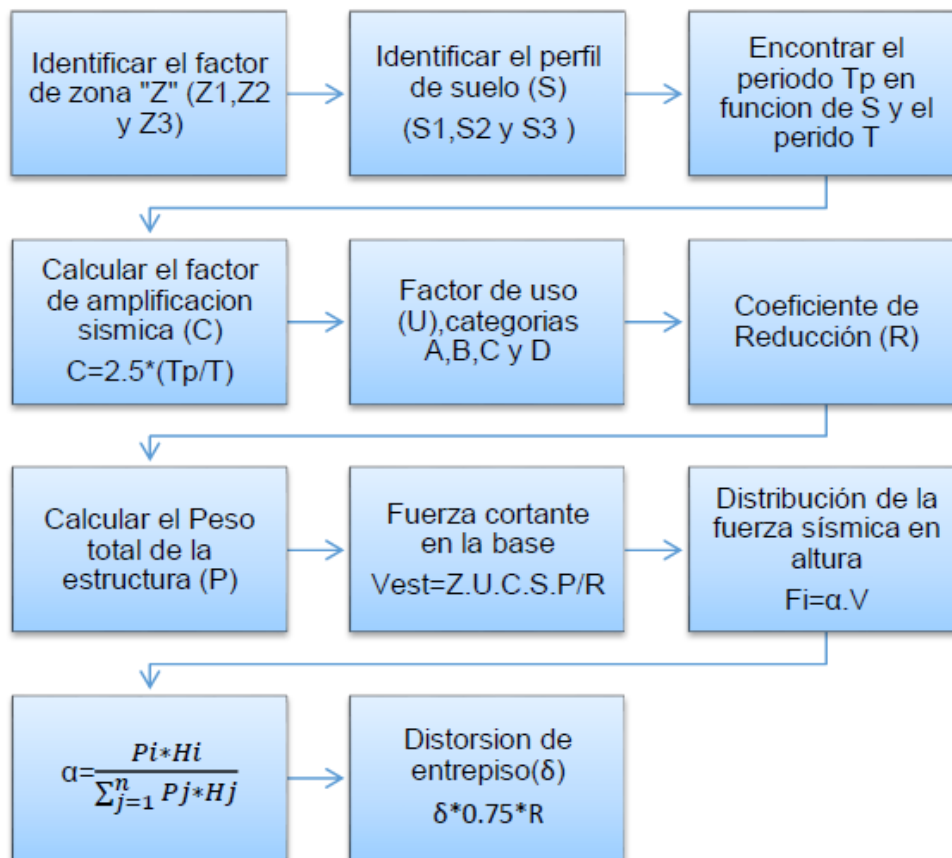 Identificar el factor
de zona "Z" (Z1,Z2
y Z3)
Identificar el perfil
de suelo (S)
(S1,S2 y S3 )
Encontrar el
periodo Tp en
funcion de S y el
perido T
Calcular el factor
de amplificacion
sismica (C)
C=2.5*(Tp/T)
Factor de uso
(U),categorias
A,B,C y D
Coeficiente de
Reducción (R)
Calcular el Peso
total de la
estructura (P)
Fuerza cortante
en la base
Vest=Z.U.C.S.P/R
Distribución de la
fuerza sísmica en
altura
Fi=α.V
α=\frac{Pi*Hi}{\sum_{j=1}^{n} Pj*Hj}
Distorsion de
entrepiso(δ)
δ*0.75*R